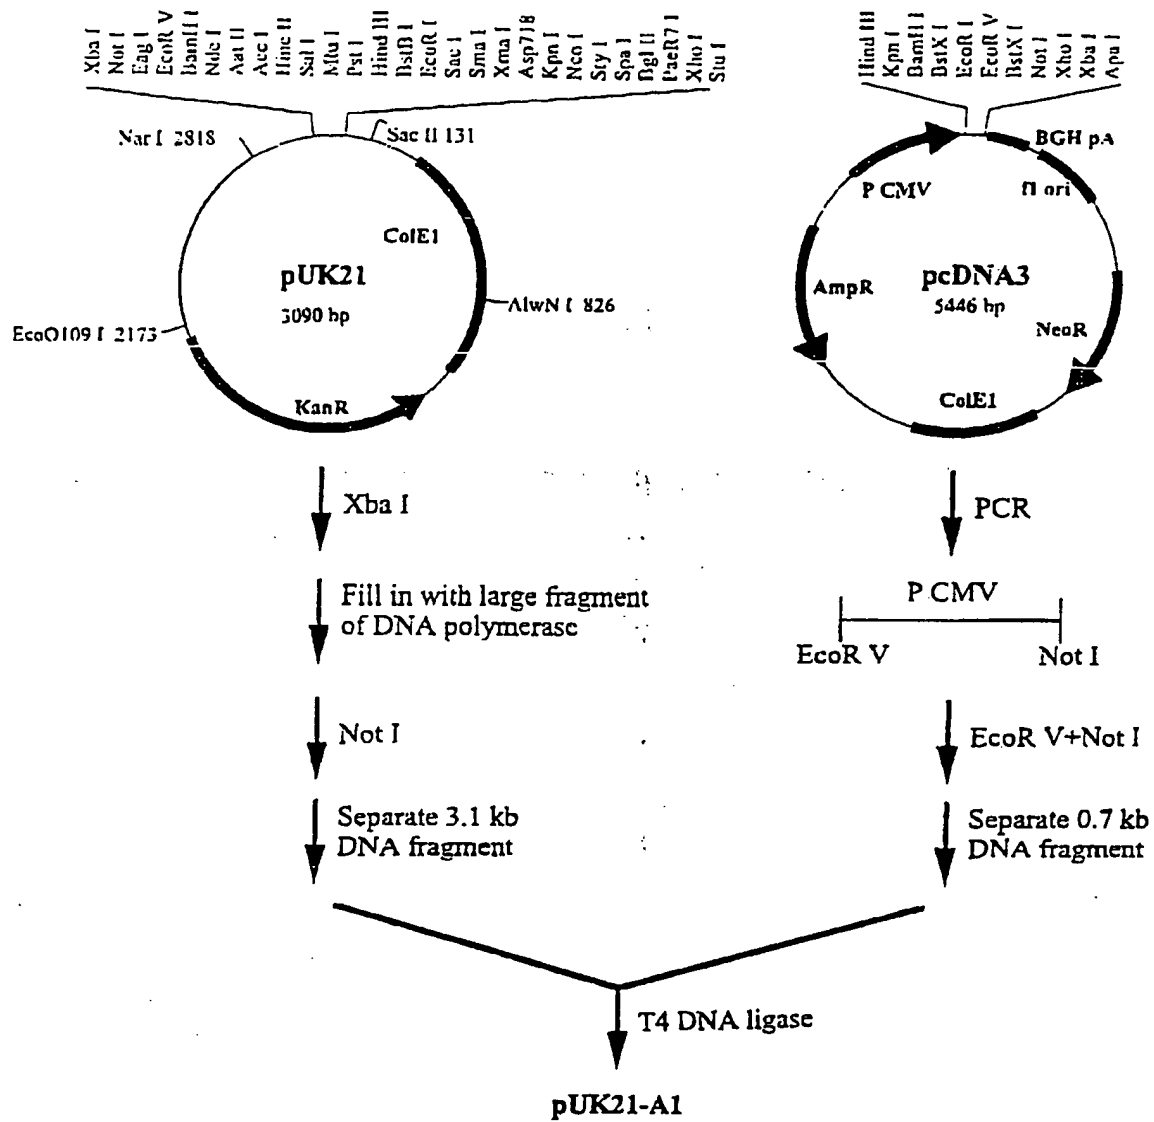 Xba I
Not I
Eag I
EcoR V
BamH I
Nde I
Aat II
Acc I
Hinc II
Sal I
Mlu I
Pst I
Hind III
BstB I
EcoR I
Sac I
Sma I
Xma I
Asp718
Kpn I
Nco I
Sty I
Spa I
Bgl II
PaeR7 I
Xho I
Stu I
Hind III
Kpn I
BamH I
BstX I
EcoR I
EcoR V
BstX I
Not I
Xho I
Xba I
Apa I
Nar I 2818
Sac II 131
ColE1
pUK21
3090 bp
AlwN I 826
EcoO109 I 2173
KanR
BGH pA
P CMV
f1 ori
AmpR
pcDNA3
5446 bp
NeoR
ColE1
Xba I
PCR
Fill in with large fragment
of DNA polymerase
P CMV
EcoR V
Not I
Not I
EcoR V+Not I
Separate 3.1 kb
DNA fragment
Separate 0.7 kb
DNA fragment
T4 DNA ligase
pUK21-A1